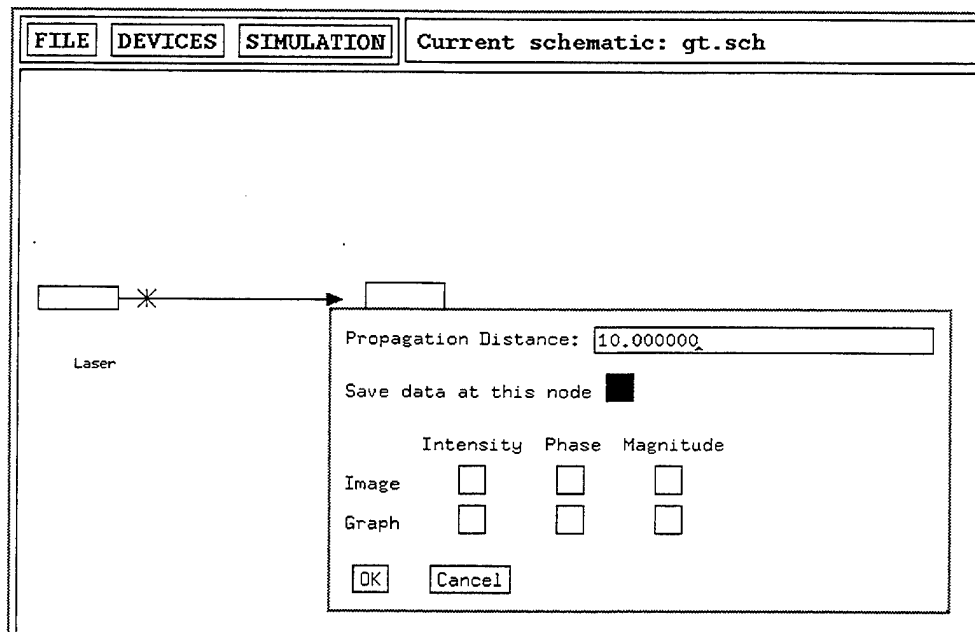 FILE DEVICES SIMULATION Current schematic: gt.sch
Laser
Propagation Distance: 10.000000
Save data at this node
Intensity Phase Magnitude
Image
Graph
OK Cancel